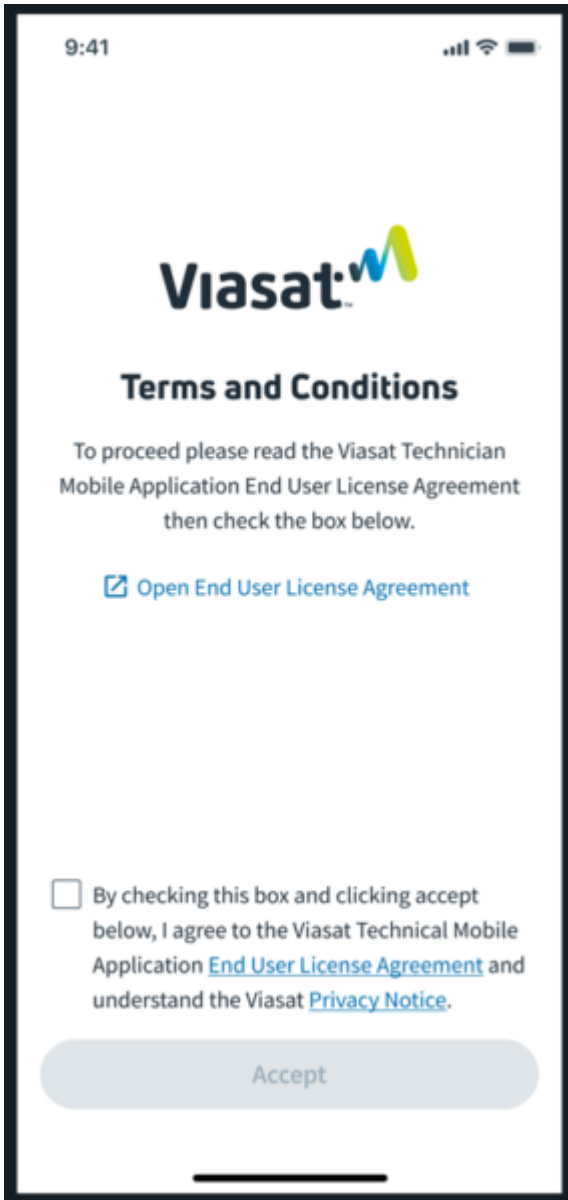 9:41
Viasat™
Terms and Conditions
To proceed please read the Viasat Technician
Mobile Application End User License Agreement
then check the box below.
Open End User License Agreement
By checking this box and clicking accept
below, I agree to the Viasat Technical Mobile
Application End User License Agreement and
understand the Viasat Privacy Notice.
Accept